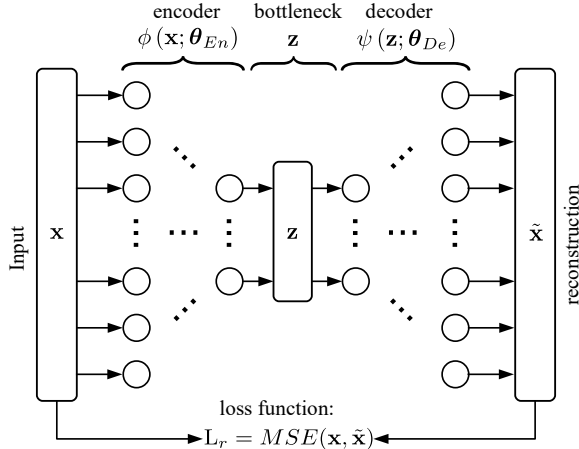 encoder bottleneck decoder
ϕ (x; θ_En) z ψ (z; θ_De)
Input
x
z
x̃
reconstruction
loss function:
L_r = MSE(x, x̃)